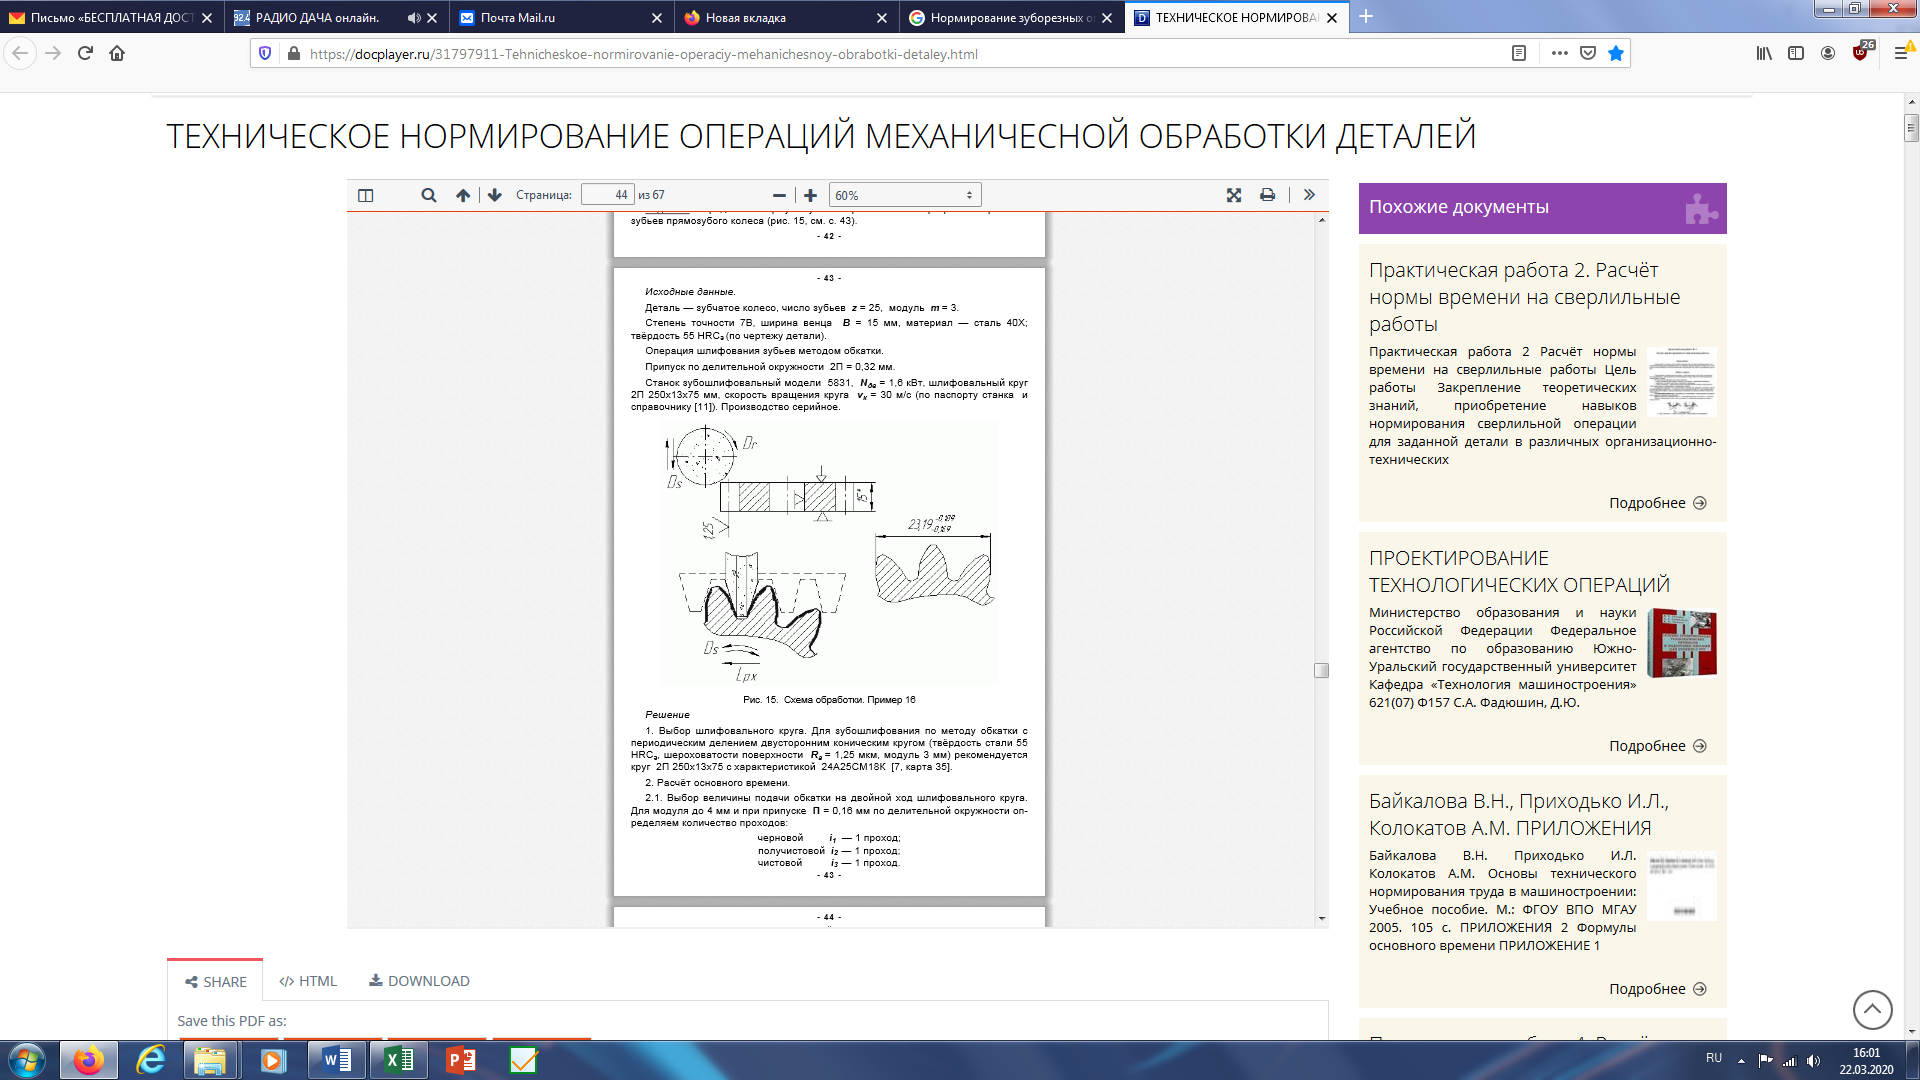 Письмо «БЕСПЛАТНАЯ ДОСТ
92.4 РАДИО ДАЧА онлайн.
Почта Mail.ru
Новая вкладка
Нормирование зуборезных о
ТЕХНИЧЕСКОЕ НОРМИРОВА
https://docplayer.ru/31797911-Tehnicheskoe-normirovanie-operaciy-mehanichesnoy-obrabotki-detaley.html
26
ТЕХНИЧЕСКОЕ НОРМИРОВАНИЕ ОПЕРАЦИЙ МЕХАНИЧЕСНОЙ ОБРАБОТКИ ДЕТАЛЕЙ
Страница: 44 из 67
60%
зубьев прямозубого колеса (рис. 15, см. с. 43).
- 42 -
- 43 -
Исходные данные.
Деталь — зубчатое колесо, число зубьев z = 25, модуль m = 3.
Степень точности 7В, ширина венца B = 15 мм, материал — сталь 40Х;
твёрдость 55 HRCэ (по чертежу детали).
Операция шлифования зубьев методом обкатки.
Припуск по делительной окружности 2П = 0,32 мм.
Станок зубошлифовальный модели 5831, Nдв = 1,6 кВт, шлифовальный круг
2П 250х13х75 мм, скорость вращения круга vк = 30 м/с (по паспорту станка и
справочнику [11]). Производство серийное.
Dr
Ds
15*
1,25
23,19
Ds
Lpx
Рис. 15. Схема обработки. Пример 16
Решение
1. Выбор шлифовального круга. Для зубошлифования по методу обкатки с
периодическим делением двусторонним коническим кругом (твёрдость стали 55
HRCэ, шероховатости поверхности Ra = 1,25 мкм, модуль 3 мм) рекомендуется
круг 2П 250х13х75 с характеристикой 24А25СМ18К [7, карта 35].
2. Расчёт основного времени.
2.1. Выбор величины подачи обкатки на двойной ход шлифовального круга.
Для модуля до 4 мм и при припуске П = 0,16 мм по делительной окружности оп-
ределяем количество проходов:
черновой i1 — 1 проход;
получистовой i2 — 1 проход;
чистовой i3 — 1 проход.
- 43 -
- 44 -
Похожие документы
Практическая работа 2. Расчёт
нормы времени на сверлильные
работы
Практическая работа 2 Расчёт нормы
времени на сверлильные работы Цель
работы Закрепление теоретических
знаний, приобретение навыков
нормирования сверлильной операции
для заданной детали в различных организационно-
технических
Подробнее
ПРОЕКТИРОВАНИЕ
ТЕХНОЛОГИЧЕСКИХ ОПЕРАЦИЙ
Министерство образования и науки
Российской Федерации Федеральное
агентство по образованию Южно-
Уральский государственный университет
Кафедра «Технология машиностроения»
621(07) Ф157 С.А. Фадюшин, Д.Ю.
Подробнее
Байкалова В.Н., Приходько И.Л.,
Колокатов А.М. ПРИЛОЖЕНИЯ
Байкалова В.Н. Приходько И.Л.
Колокатов А.М. Основы технического
нормирования труда в машиностроении:
Учебное пособие. М.: ФГОУ ВПО МГАУ
2005. 105 с. ПРИЛОЖЕНИЯ 2 Формулы
основного времени ПРИЛОЖЕНИЕ 1
Подробнее
SHARE
HTML
DOWNLOAD
Save this PDF as:
RU
16:01
22.03.2020